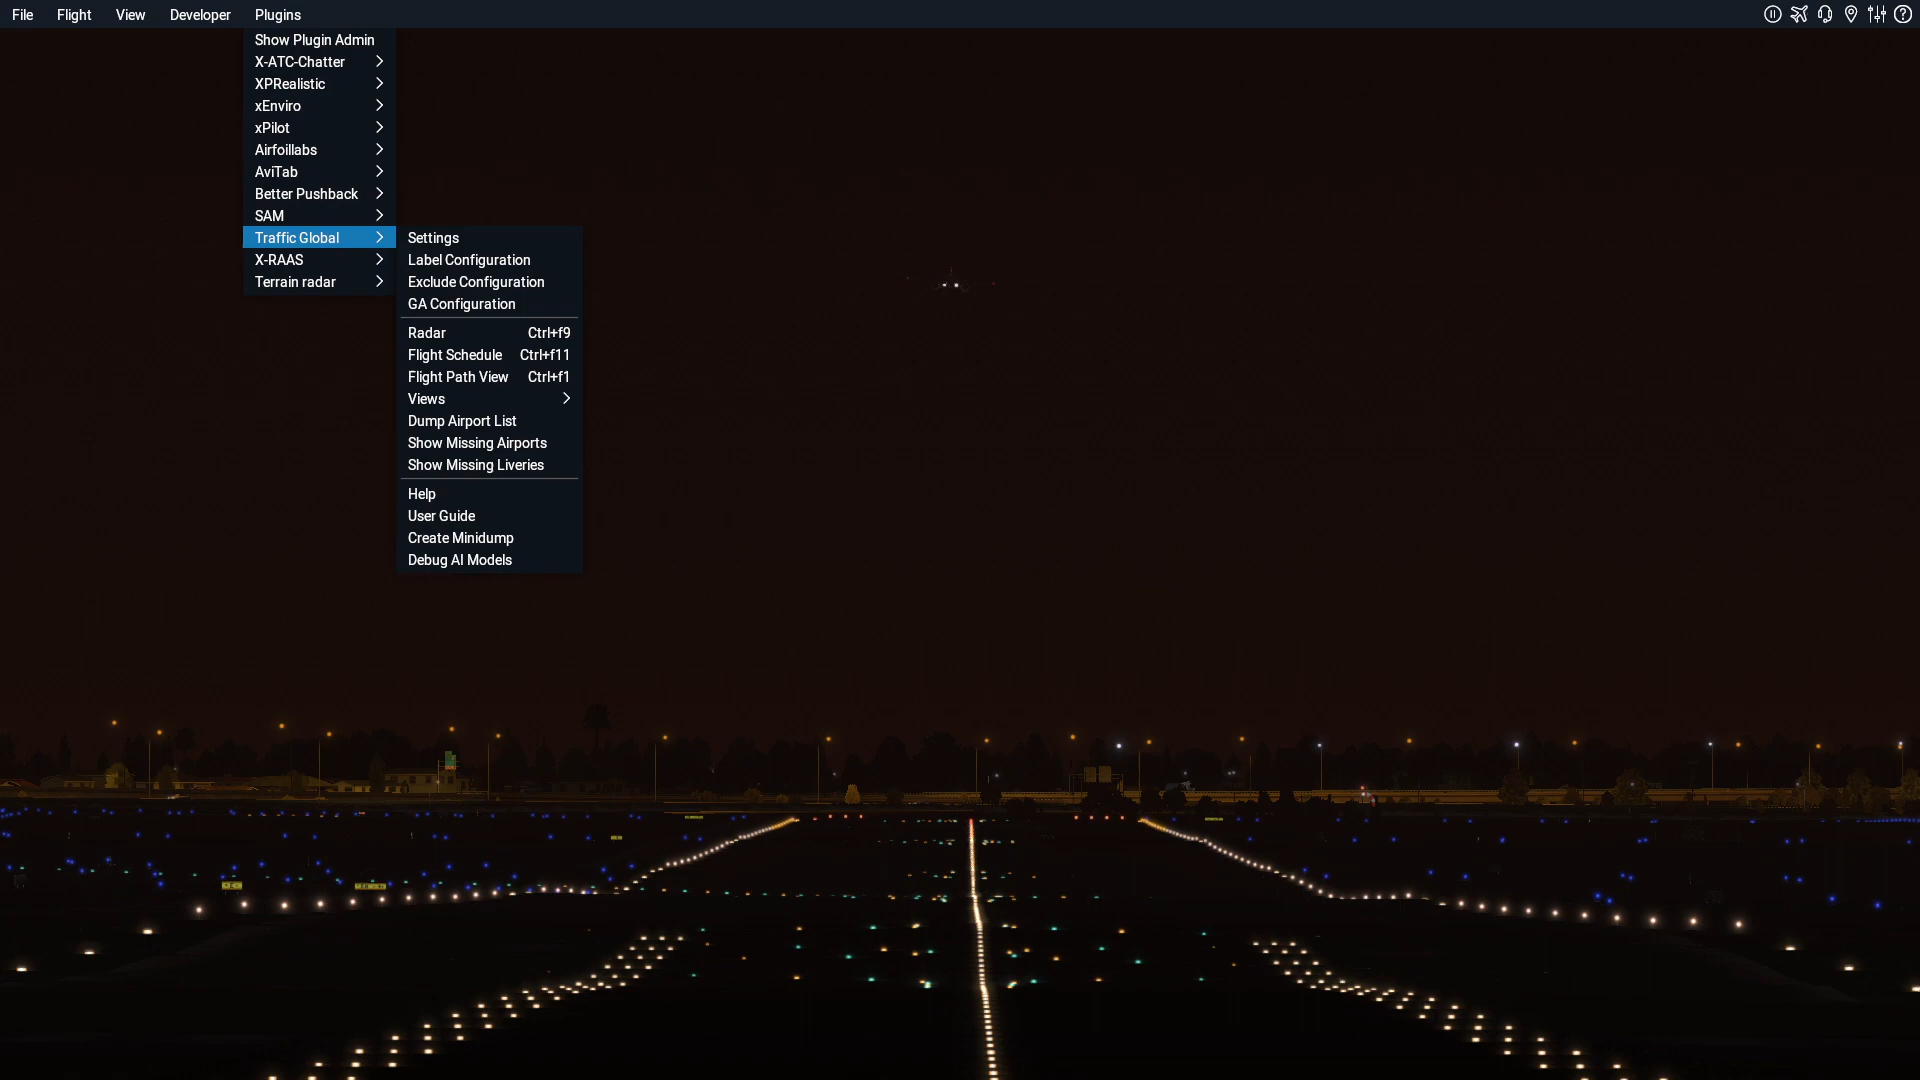 File Flight View Developer Plugins
Show Plugin Admin
X-ATC-Chatter
XPRealistic
xEnviro
xPilot
Airfoillabs
AviTab
Better Pushback
SAM
Traffic Global
X-RAAS
Terrain radar
Settings
Label Configuration
Exclude Configuration
GA Configuration
Radar Ctrl+f9
Flight Schedule Ctrl+f11
Flight Path View Ctrl+f1
Views
Dump Airport List
Show Missing Airports
Show Missing Liveries
Help
User Guide
Create Minidump
Debug AI Models